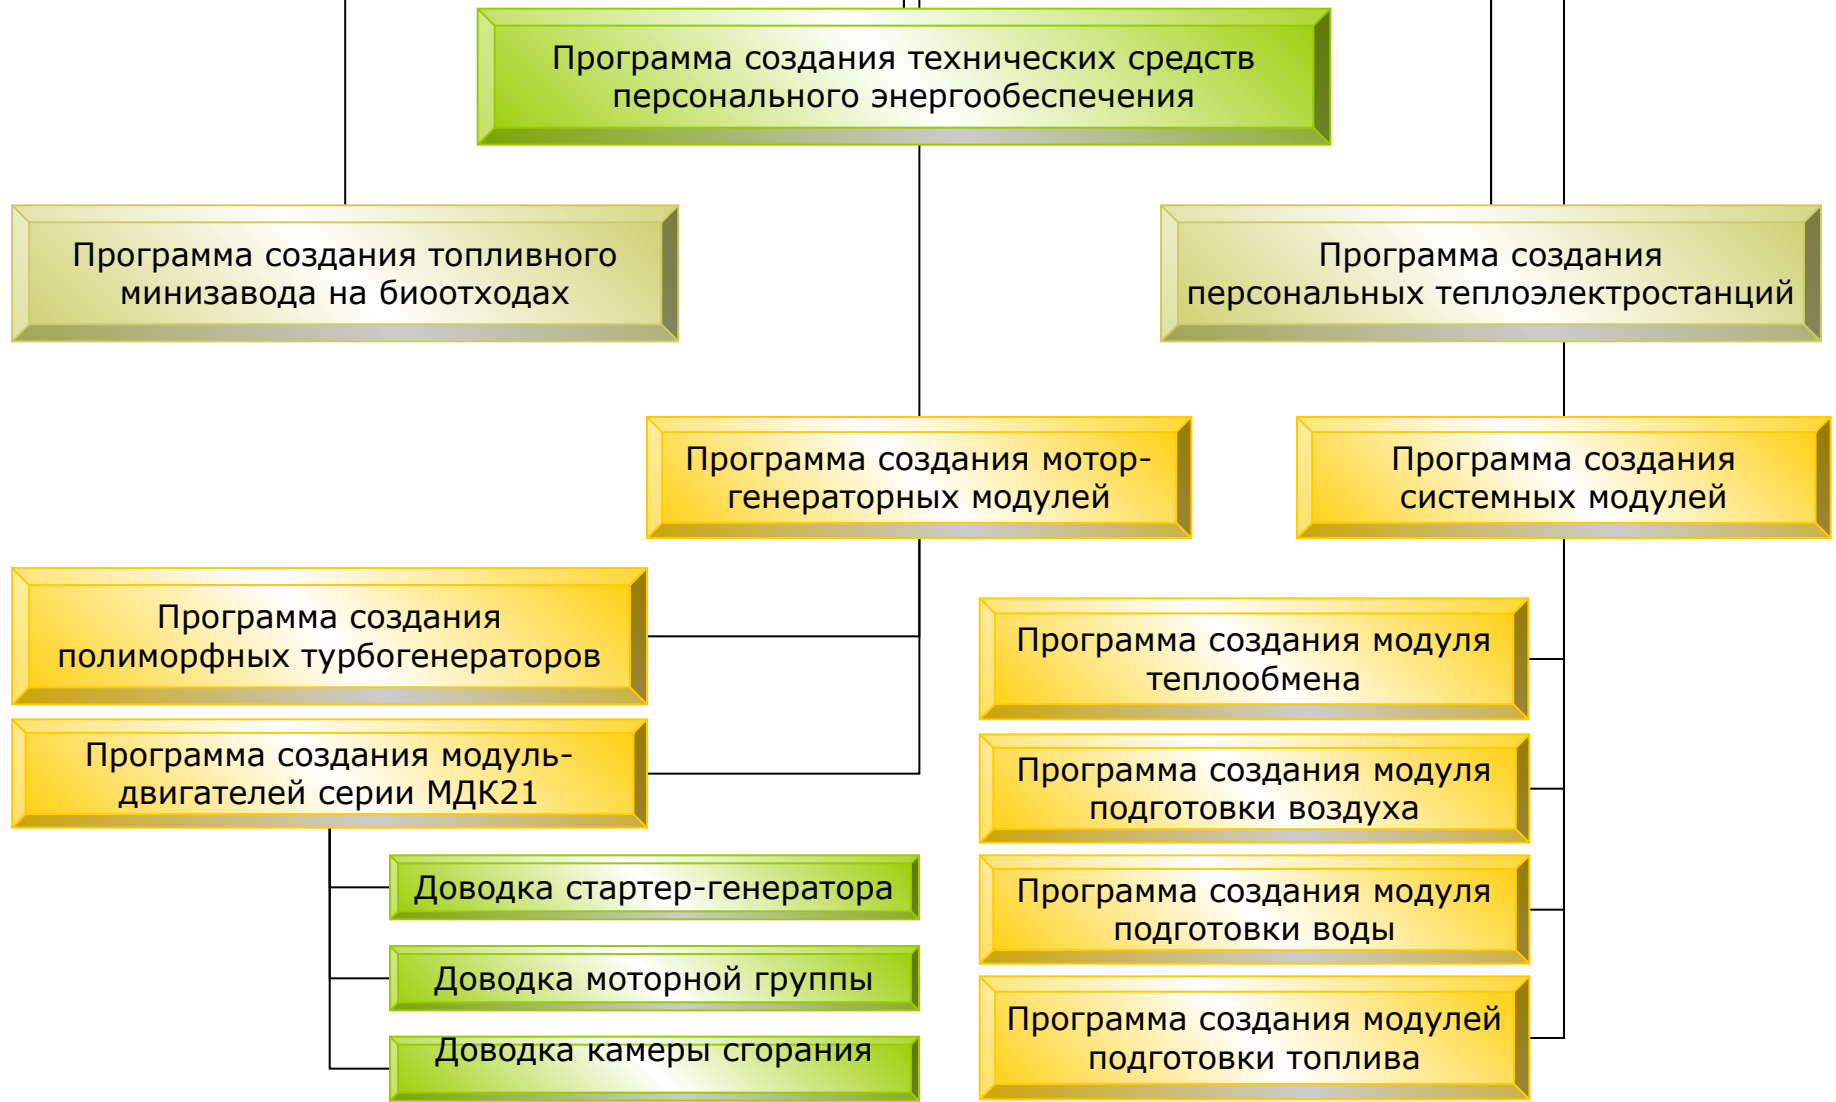 Программа создания технических средств
персонального энергообеспечения
Программа создания топливного
минизавода на биоотходах
Программа создания
персональных теплоэлектростанций
Программа создания мотор-
генераторных модулей
Программа создания
системных модулей
Программа создания
полиморфных турбогенераторов
Программа создания модуль-
двигателей серии МДК21
Доводка стартер-генератора
Доводка моторной группы
Доводка камеры сгорания
Программа создания модуля
теплообмена
Программа создания модуля
подготовки воздуха
Программа создания модуля
подготовки воды
Программа создания модулей
подготовки топлива